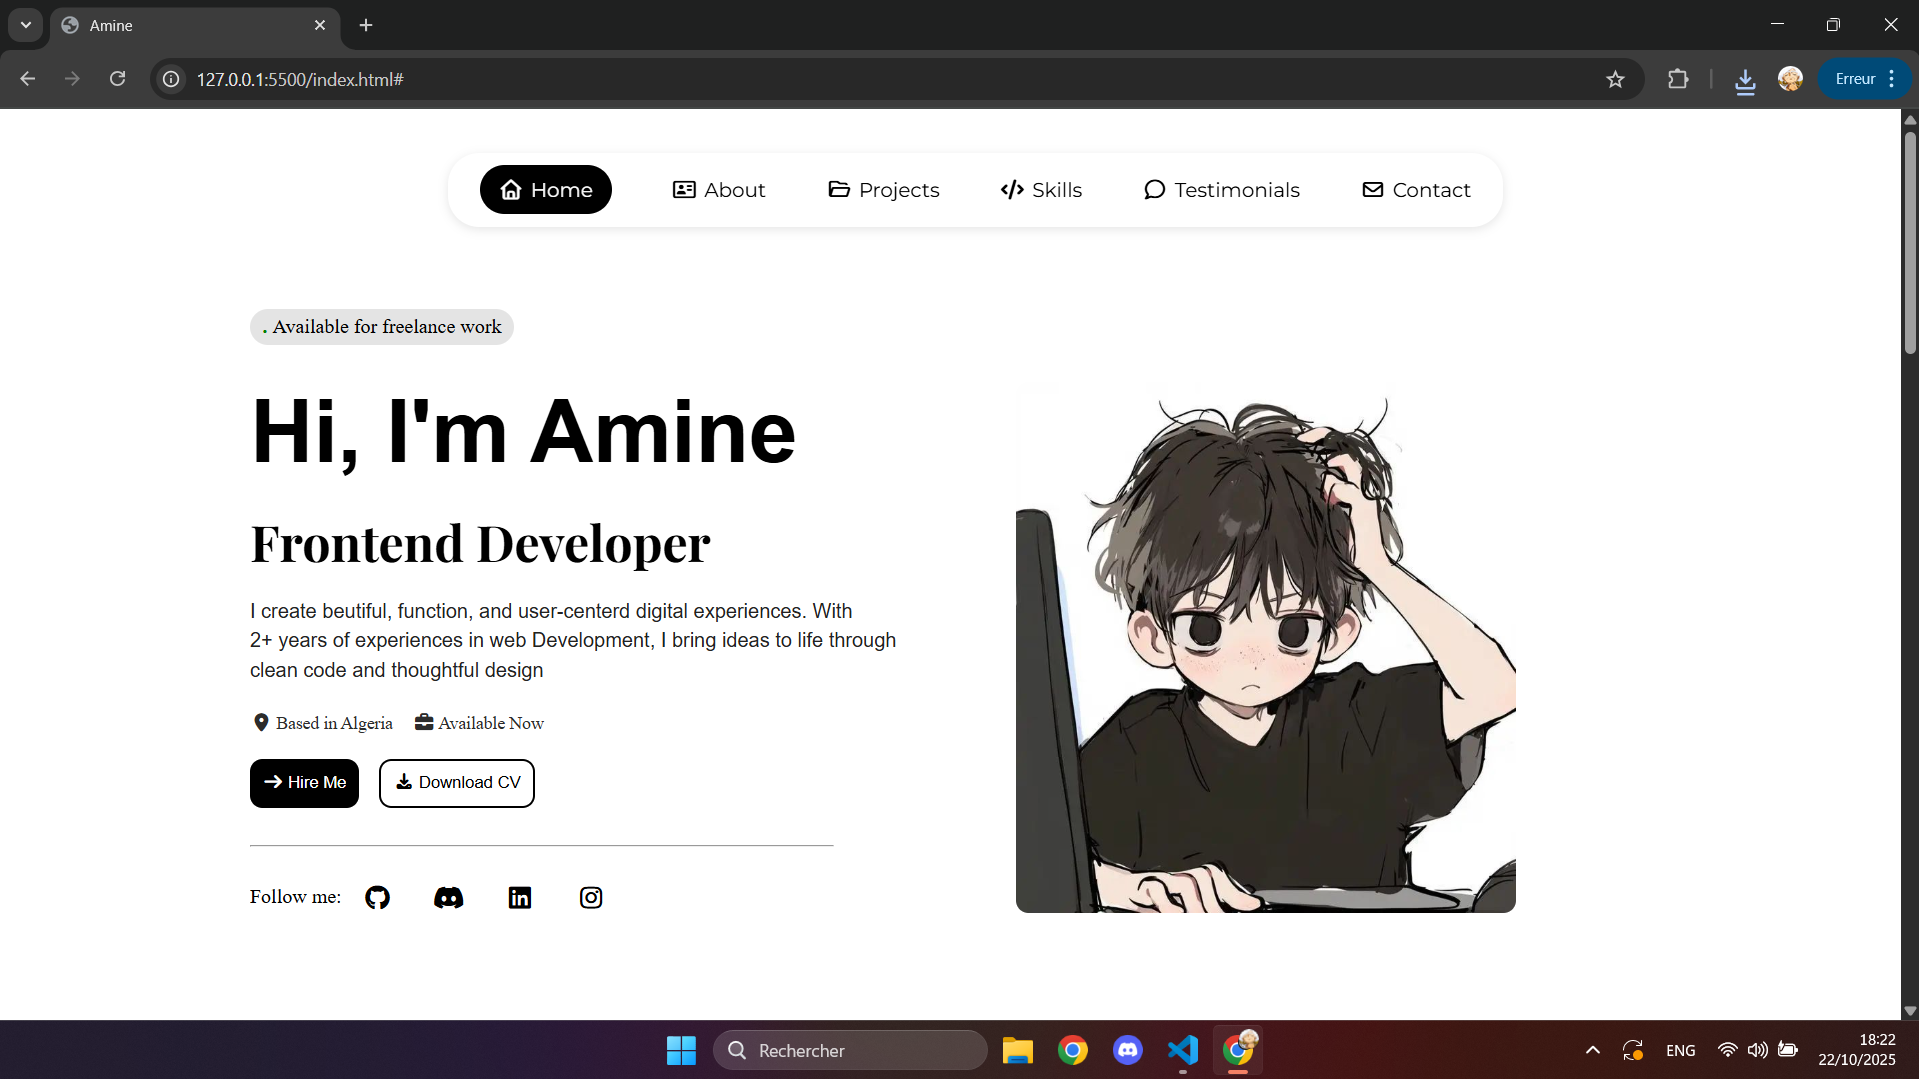 Amine
127.0.0.1:5500/index.html#
Erreur
Home About Projects Skills Testimonials Contact
. Available for freelance work
Hi, I'm Amine
Frontend Developer
I create beutiful, function, and user-centerd digital experiences. With
2+ years of experiences in web Development, I bring ideas to life through
clean code and thoughtful design
Based in Algeria Available Now
Hire Me Download CV
Follow me:
Rechercher
ENG
18:22
22/10/2025